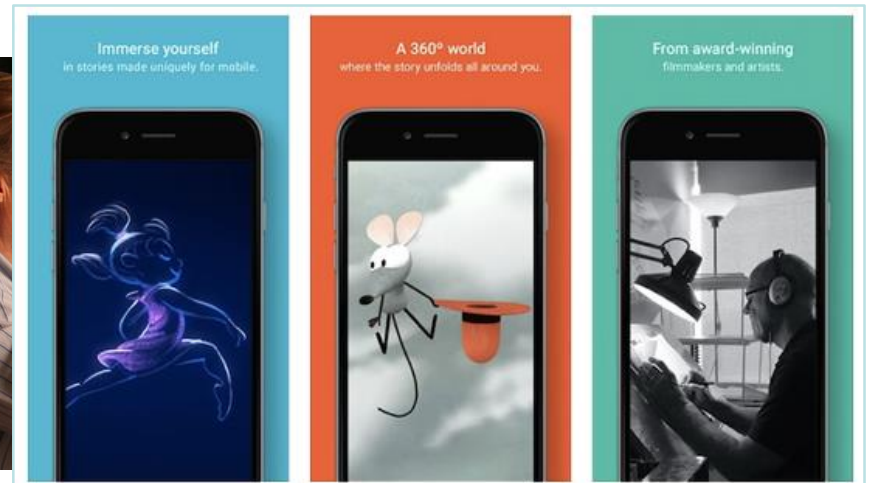 Immerse yourself
in stories made uniquely for mobile.
A 360º world
where the story unfolds all around you.
From award-winning
filmmakers and artists.